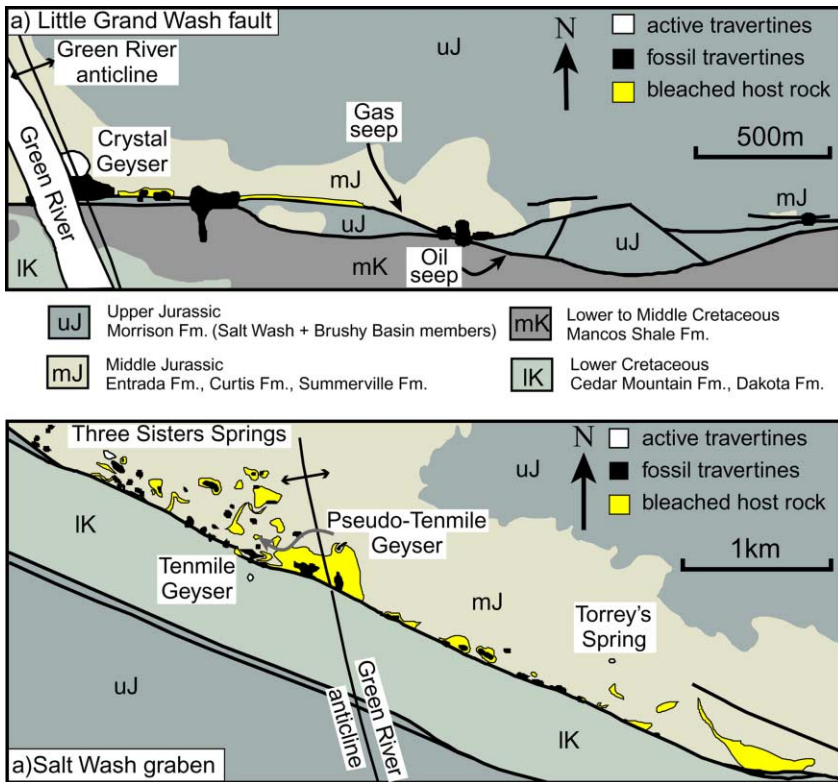 a) Little Grand Wash fault
Green River
anticline
Crystal
Geyser
Green River
Gas
seep
Oil
seep
uJ
mJ
uJ
uJ
mJ
mK
lK
N
active travertines
fossil travertines
bleached host rock
500m
uJ
Upper Jurassic
Morrison Fm. (Salt Wash + Brushy Basin members)
mK
Lower to Middle Cretaceous
Mancos Shale Fm.
mJ
Middle Jurassic
Entrada Fm., Curtis Fm., Summerville Fm.
lK
Lower Cretaceous
Cedar Mountain Fm., Dakota Fm.
Three Sisters Springs
N
active travertines
fossil travertines
bleached host rock
1km
uJ
lK
Pseudo-Tenmile
Geyser
Tenmile
Geyser
mJ
Torrey's
Spring
uJ
Green River
anticline
lK
a)Salt Wash graben